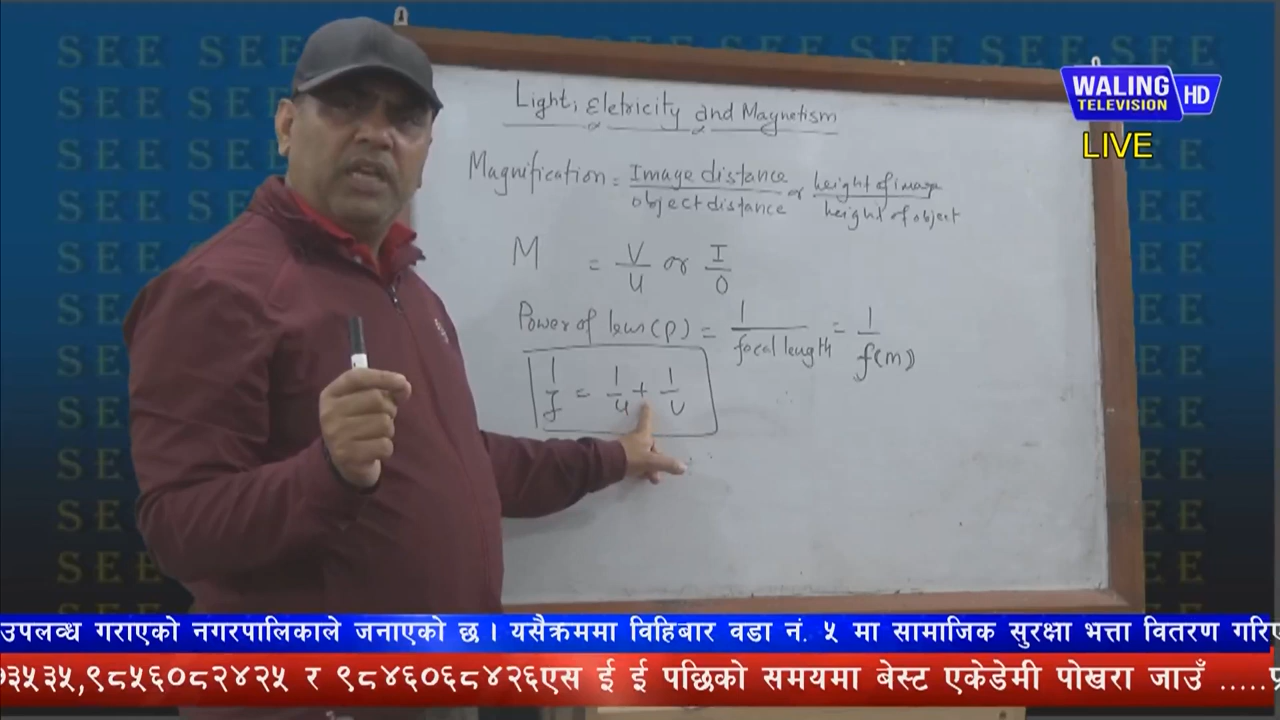 SEE SEE SEE SEE SEE SEE SEE SEE
WALING
TELEVISION
HD
LIVE
Light, Eletricity and Magnetism
Magnification = Image distance / object distance or height of image / height of object
M = V/u or I/O
Power of lens (P) = 1/focal length = 1/f(m)
1/f = 1/u + 1/v
उपलव्ध गराएको नगरपालिकाले जनाएको छ । यसैक्रममा विहिबार वडा नं. ५ मा सामाजिक सुरक्षा भत्ता वितरण
७३५३५,९८५६०८२४२५ र ९८४६०६८४२६एस ई ई पछिको समयमा बेस्ट एकेडेमी पोखरा जाउँ .....